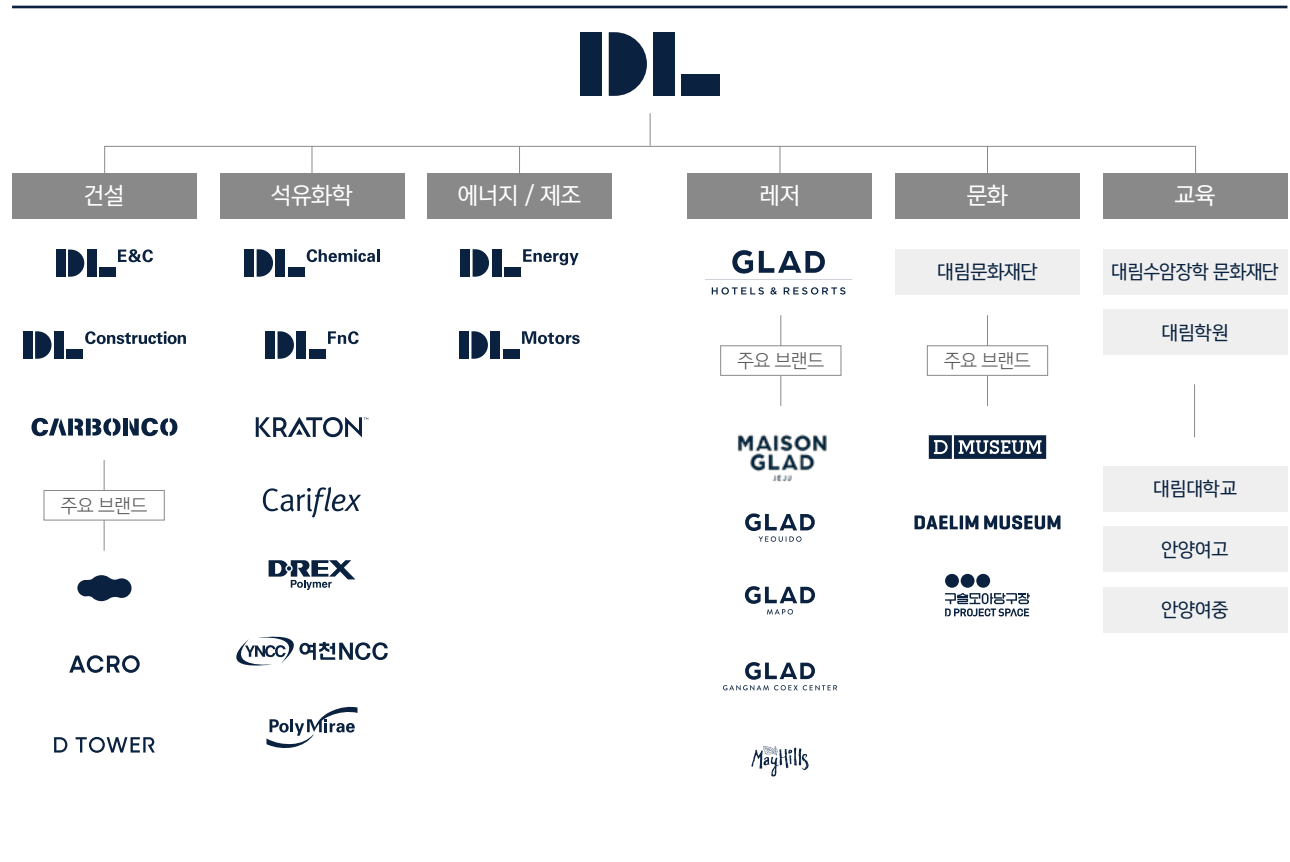 DL
건설
DL E&C
DL Construction
CARBONCO
주요 브랜드
ACRO
D TOWER
석유화학
DL Chemical
DL FnC
KRATON™
Cariflex
D·REX
Polymer
YNCC 여천NCC
PolyMirae
에너지 / 제조
DL Energy
DL Motors
레저
GLAD
HOTELS & RESORTS
주요 브랜드
MAISON
GLAD
JEJU
GLAD
YEOUIDO
GLAD
MAPO
GLAD
GANGNAM COEX CENTER
MayHills
문화
대림문화재단
주요 브랜드
D MUSEUM
DAELIM MUSEUM
구슬모아당구장
D PROJECT SPACE
교육
대림수암장학 문화재단
대림학원
대림대학교
안양여고
안양여중